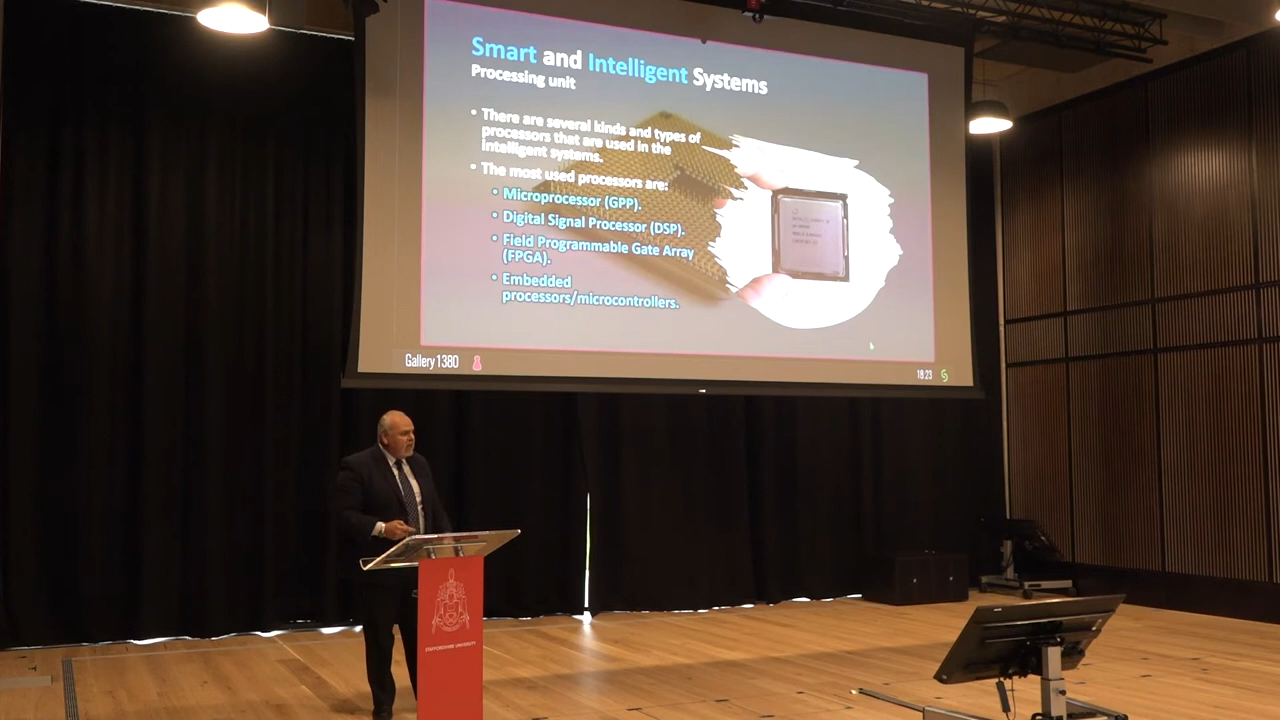 Smart and Intelligent Systems
Processing unit
• There are several kinds and types of
processors that are used in the
intelligent systems.
• The most used processors are:
• Microprocessor (GPP).
• Digital Signal Processor (DSP).
• Field Programmable Gate Array
(FPGA).
• Embedded
processors/microcontrollers.
Gallery 1380
18:23
STAFFORDSHIRE UNIVERSITY